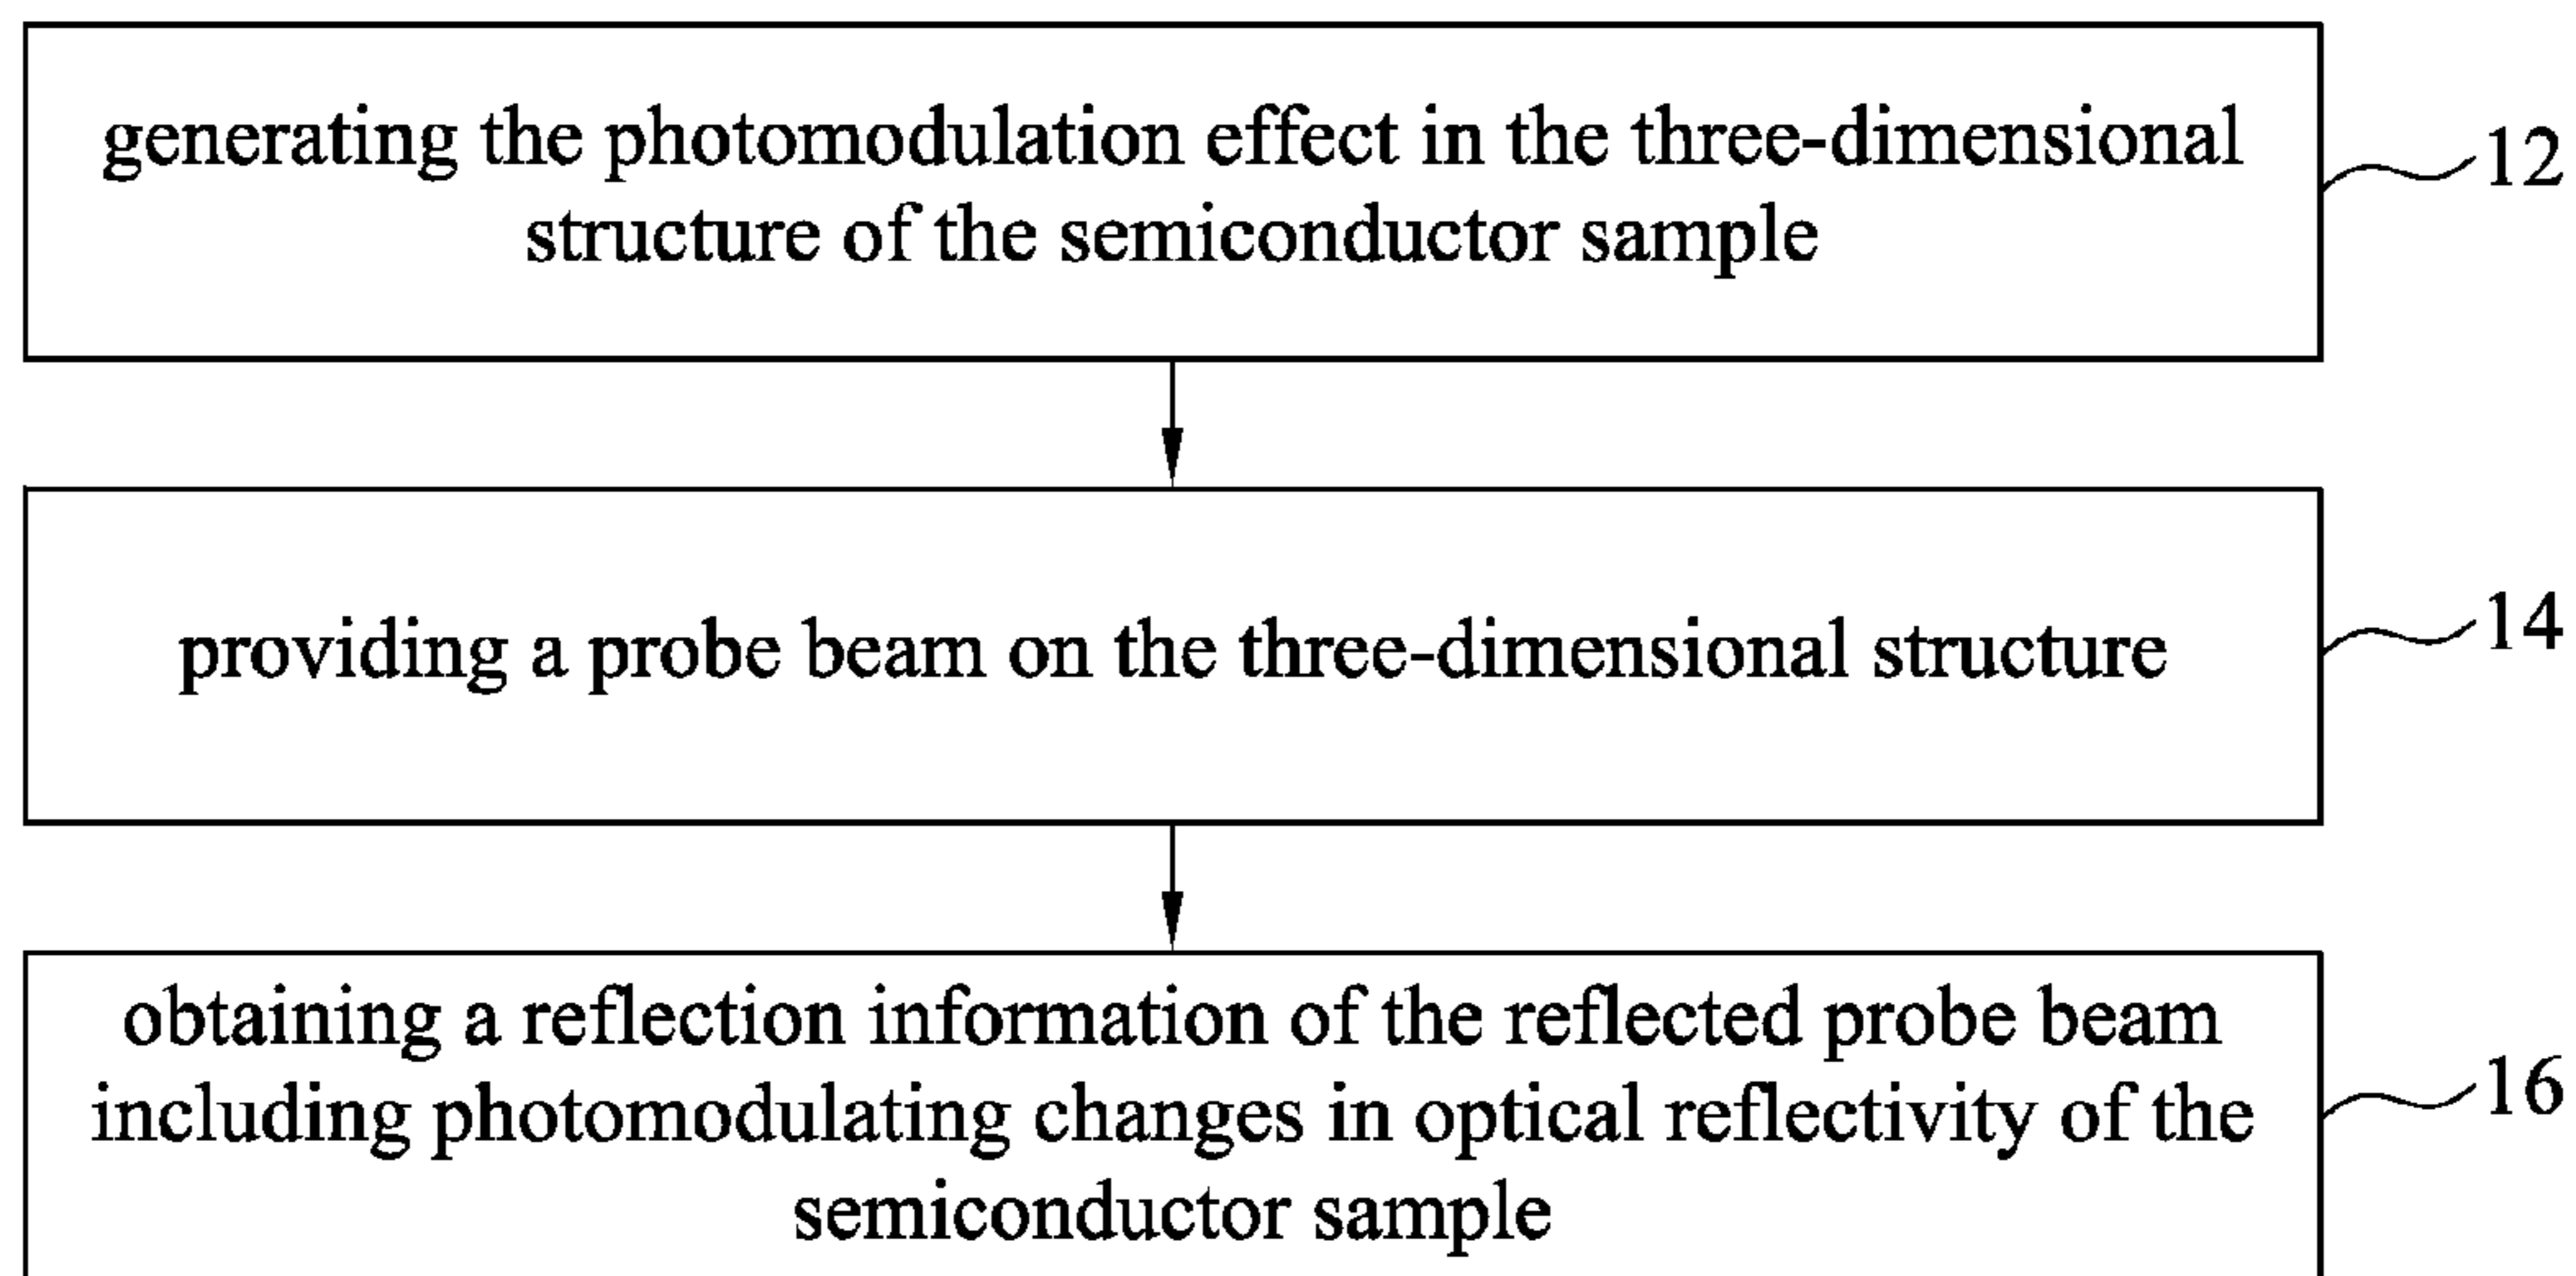 generating the photomodulation effect in the three-dimensional
structure of the semiconductor sample
12
providing a probe beam on the three-dimensional structure
14
obtaining a reflection information of the reflected probe beam
including photomodulating changes in optical reflectivity of the
semiconductor sample
16